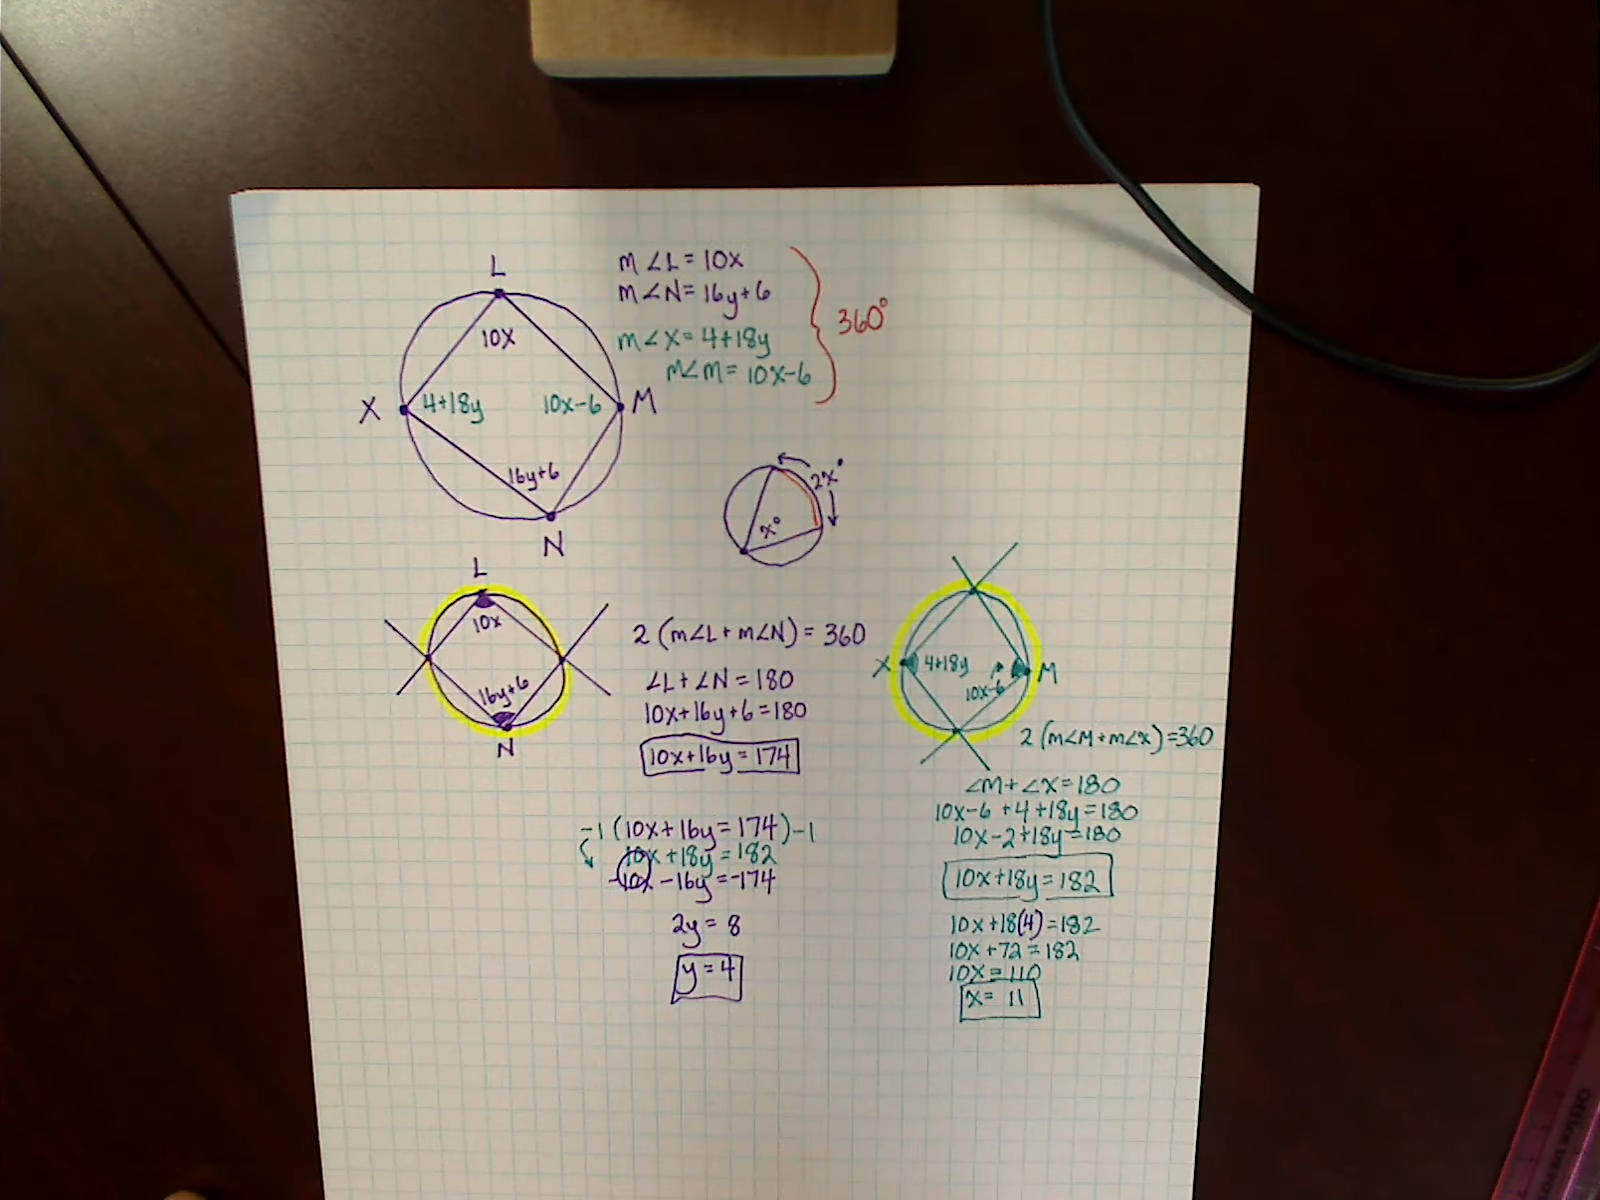 L
m∠L = 10x
m∠N = 16y+6
m∠X = 4+18y
m∠M = 10x-6
360°
10x
X
4+18y
10x-6
M
16y+6
N
2x°
x°
L
10x
16y+6
N
2 (m∠L + m∠N) = 360
∠L + ∠N = 180
10x+16y+6=180
10x+16y = 174
-1 (10x+16y = 174) -1
10x +18y = 182
-10x -16y = -174
2y = 8
y = 4
X
4+18y
10x-6
M
2 (m∠M + m∠X) = 360
∠M + ∠X = 180
10x-6 +4 +18y = 180
10x-2+18y = 180
10x+18y = 182
10x +18(4) = 182
10x +72 = 182
10x = 110
x = 11